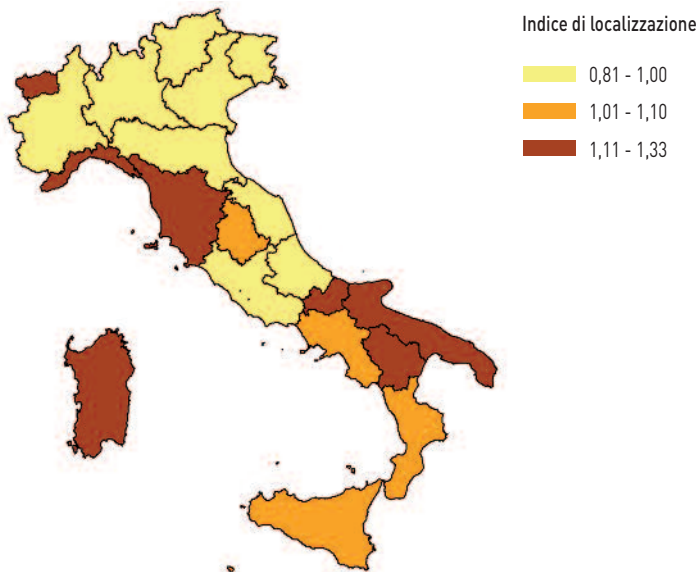 Indice di localizzazione
0,81 - 1,00
1,01 - 1,10
1,11 - 1,33